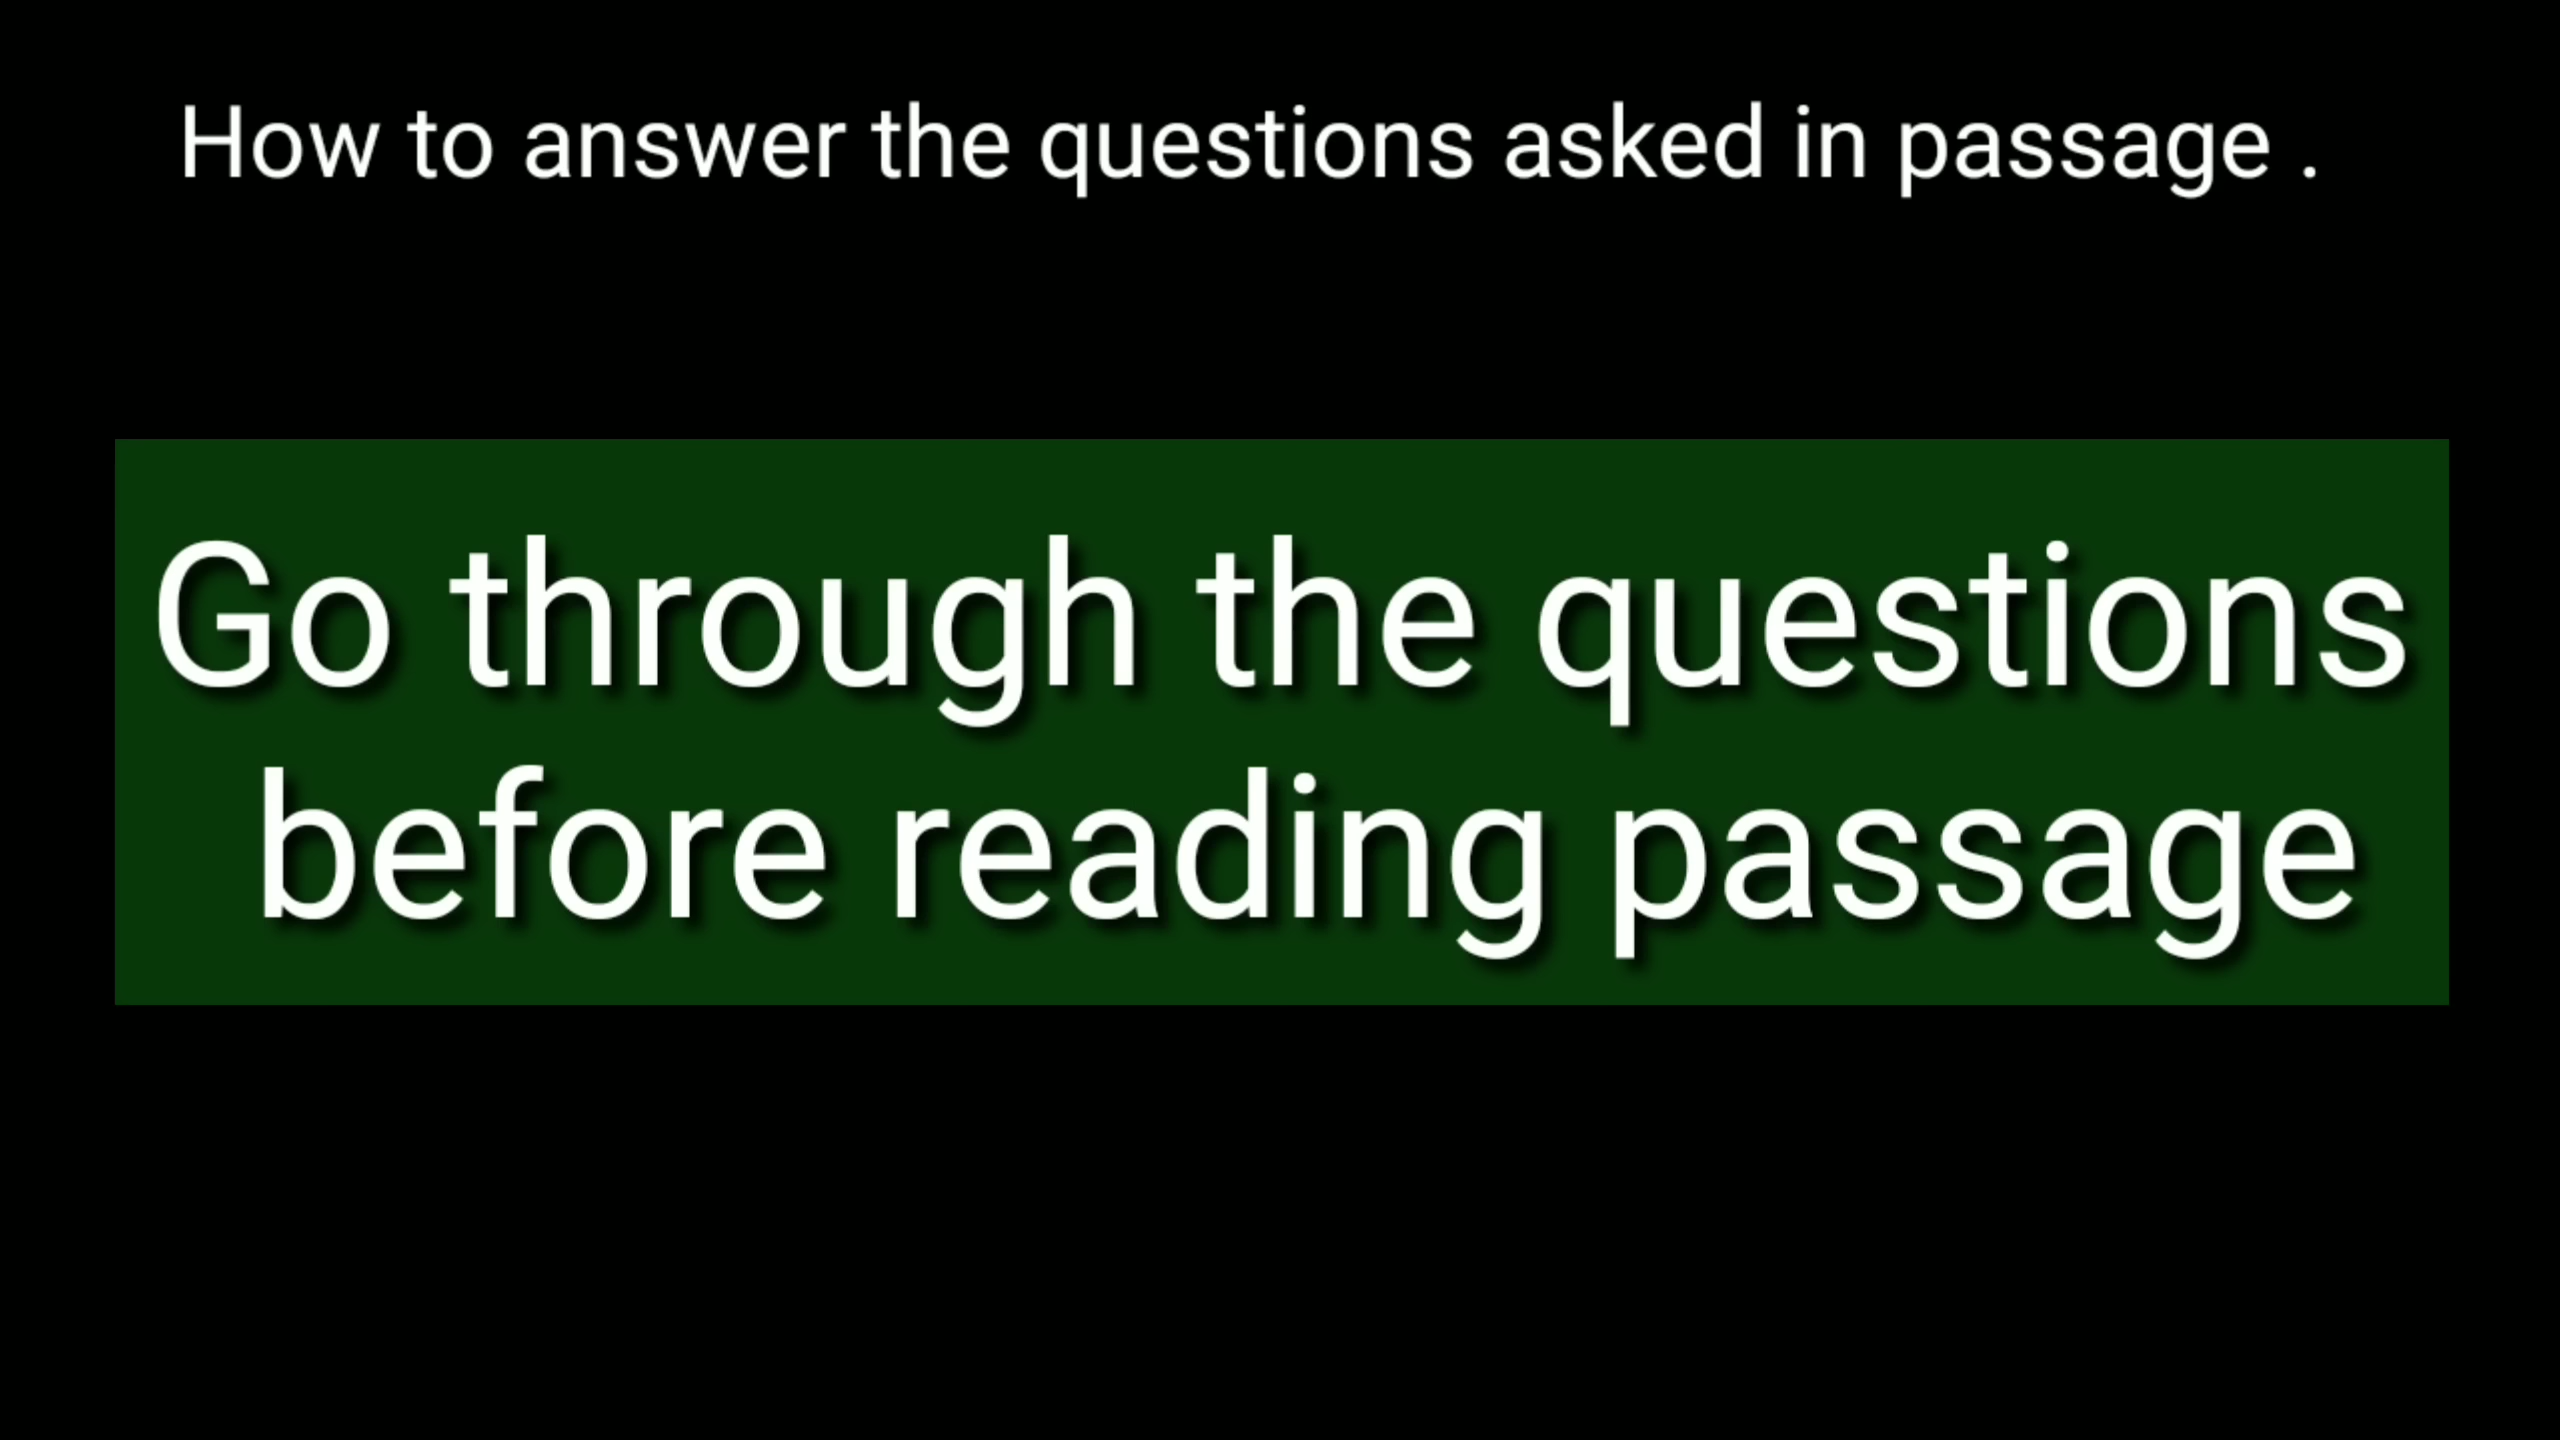 How to answer the questions asked in passage .
Go through the questions
before reading passage